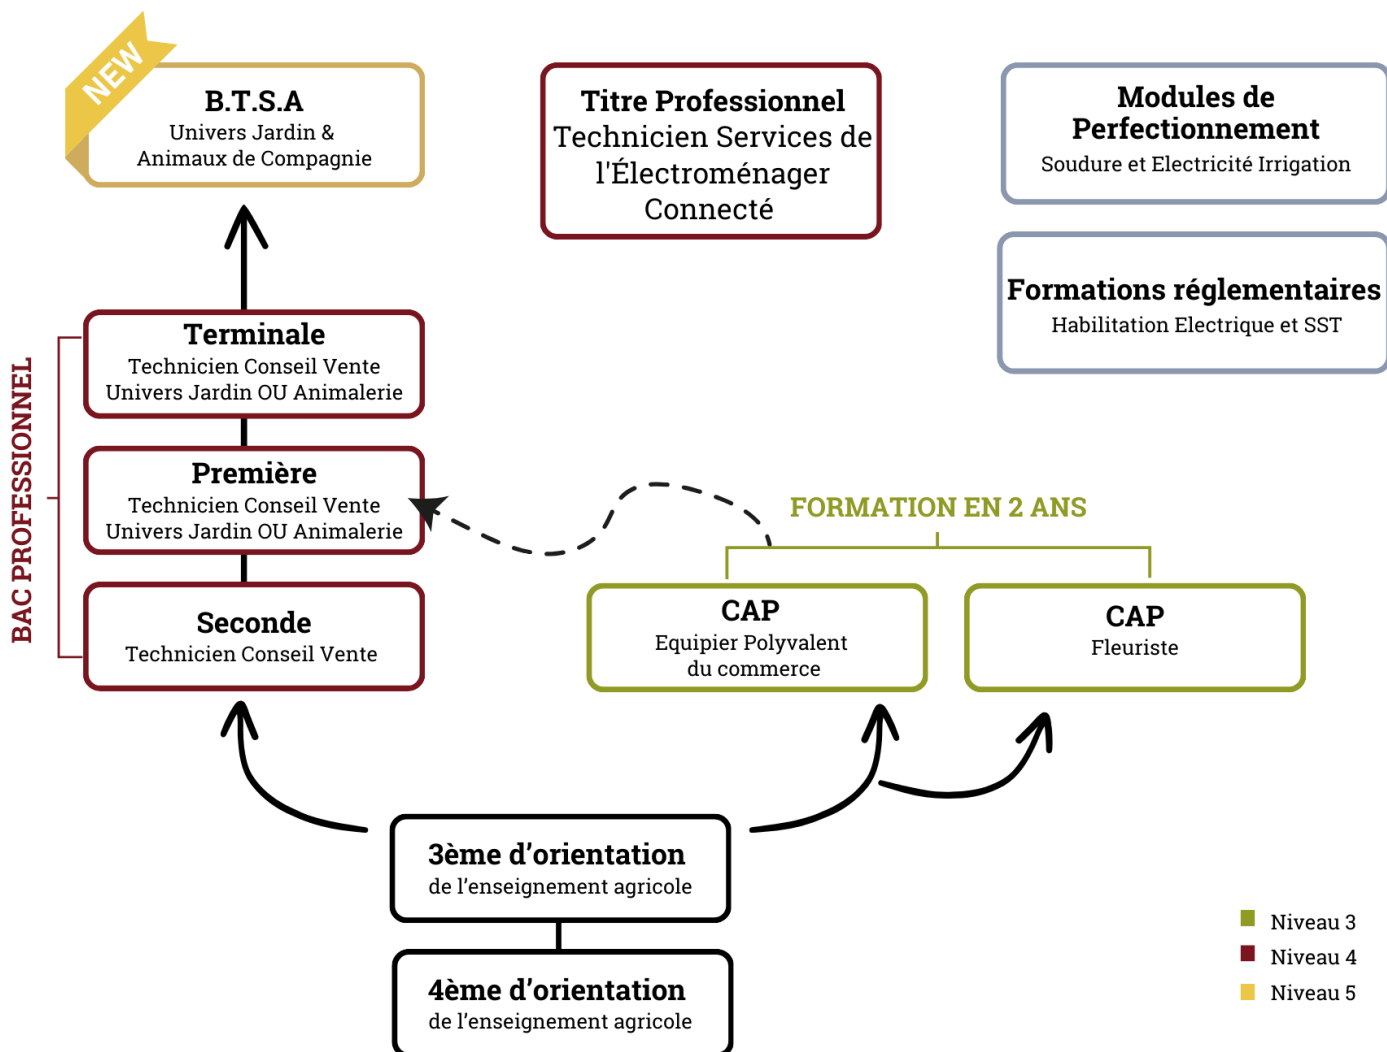 NEW
B.T.S.A
Univers Jardin &
Animaux de Compagnie
Titre Professionnel
Technicien Services de
l'Électroménager
Connecté
Modules de
Perfectionnement
Soudure et Electricité Irrigation
Formations réglementaires
Habilitation Electrique et SST
BAC PROFESSIONNEL
Terminale
Technicien Conseil Vente
Univers Jardin OU Animalerie
Première
Technicien Conseil Vente
Univers Jardin OU Animalerie
Seconde
Technicien Conseil Vente
FORMATION EN 2 ANS
CAP
Equipier Polyvalent
du commerce
CAP
Fleuriste
3ème d’orientation
de l’enseignement agricole
4ème d’orientation
de l’enseignement agricole
Niveau 3
Niveau 4
Niveau 5